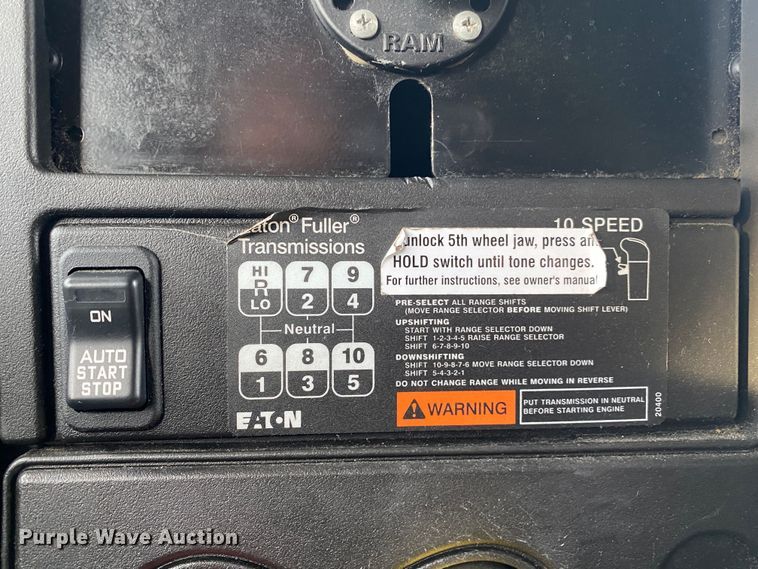 RAM
Fuller®
Transmissions
10 SPEED
unlock 5th wheel jaw, press
HOLD switch until tone changes.
For further instructions, see owner's manual
HI 7 9
R
LO 2 4
Neutral
6 8 10
1 3 5
EATON
PRE-SELECT ALL RANGE SHIFTS
(MOVE RANGE SELECTOR BEFORE MOVING SHIFT LEVER)
UPSHIFTING
START WITH RANGE SELECTOR DOWN
SHIFT 1-2-3-4-5 RAISE RANGE SELECTOR
SHIFT 6-7-8-9-10
DOWNSHIFTING
SHIFT 10-9-8-7-6 MOVE RANGE SELECTOR DOWN
SHIFT 5-4-3-2-1
DO NOT CHANGE RANGE WHILE MOVING IN REVERSE
WARNING
PUT TRANSMISSION IN NEUTRAL
BEFORE STARTING ENGINE
20400
ON
AUTO
START
STOP
Purple Wave Auction